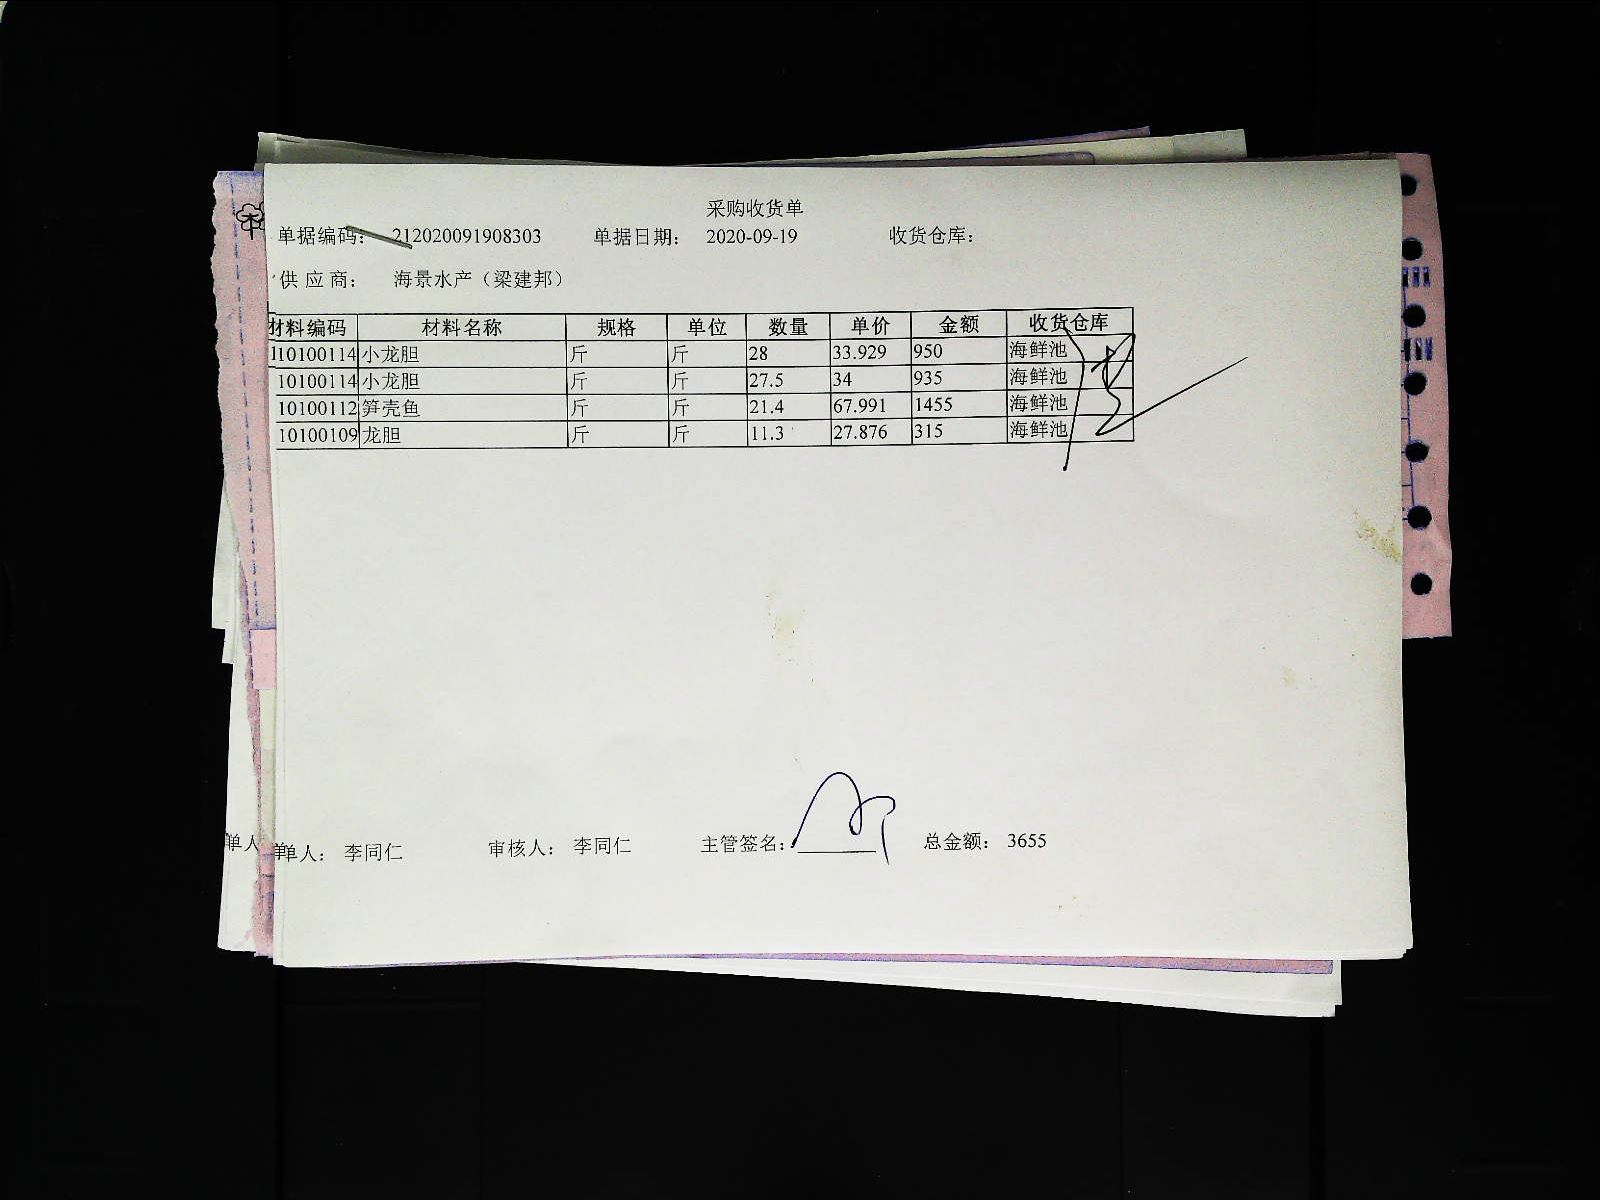 采购收货单
单据编码： 212020091908303 单据日期： 2020-09-19 收货仓库：
供应商： 海景水产（梁建邦）
材料编码 材料名称 规格 单位 数量 单价 金额 收货仓库
110100114 小龙胆 斤 斤 28 33.929 950 海鲜池
10100114 小龙胆 斤 斤 27.5 34 935 海鲜池
10100112 笋壳鱼 斤 斤 21.4 67.991 1455 海鲜池
10100109 龙胆 斤 斤 11.3 27.876 315 海鲜池
单人 单人： 李同仁 审核人： 李同仁 主管签名： 总金额： 3655